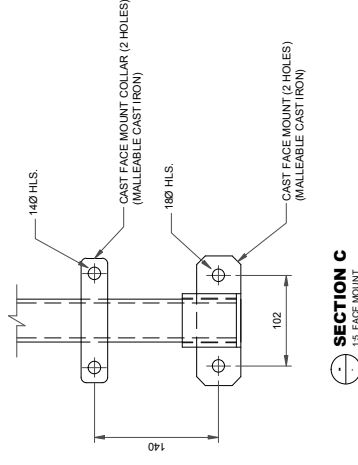 14Ø HLS.
CAST FACE MOUNT COLLAR (2 HOLES)
(MALLEABLE CAST IRON)
18Ø HLS.
CAST FACE MOUNT (2 HOLES)
(MALLEABLE CAST IRON)
140
102
SECTION C
1:5 FACE MOUNT